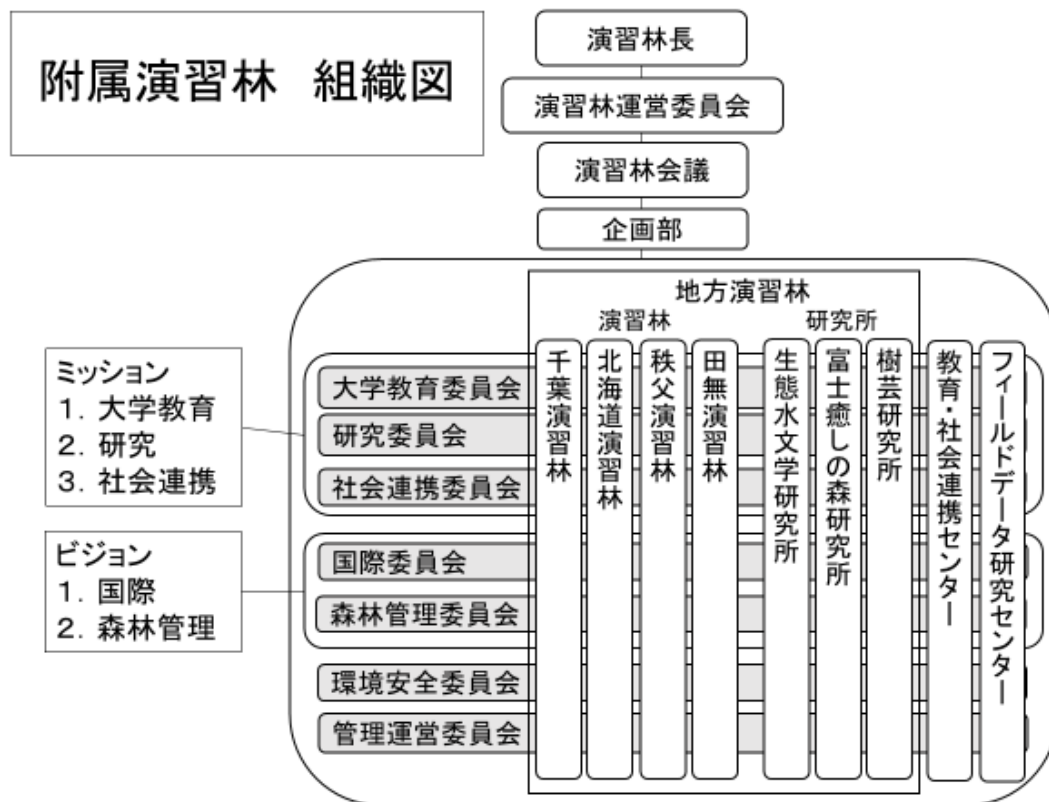 附属演習林　組織図
演習林長
演習林運営委員会
演習林会議
企画部
地方演習林
演習林
研究所
ミッション
１．大学教育
２．研究
３．社会連携
ビジョン
１．国際
２．森林管理
大学教育委員会
研究委員会
社会連携委員会
国際委員会
森林管理委員会
環境安全委員会
管理運営委員会
千葉演習林
北海道演習林
秩父演習林
田無演習林
生態水文学研究所
富士癒しの森研究所
樹芸研究所
教育・社会連携センター
フィールドデータ研究センター